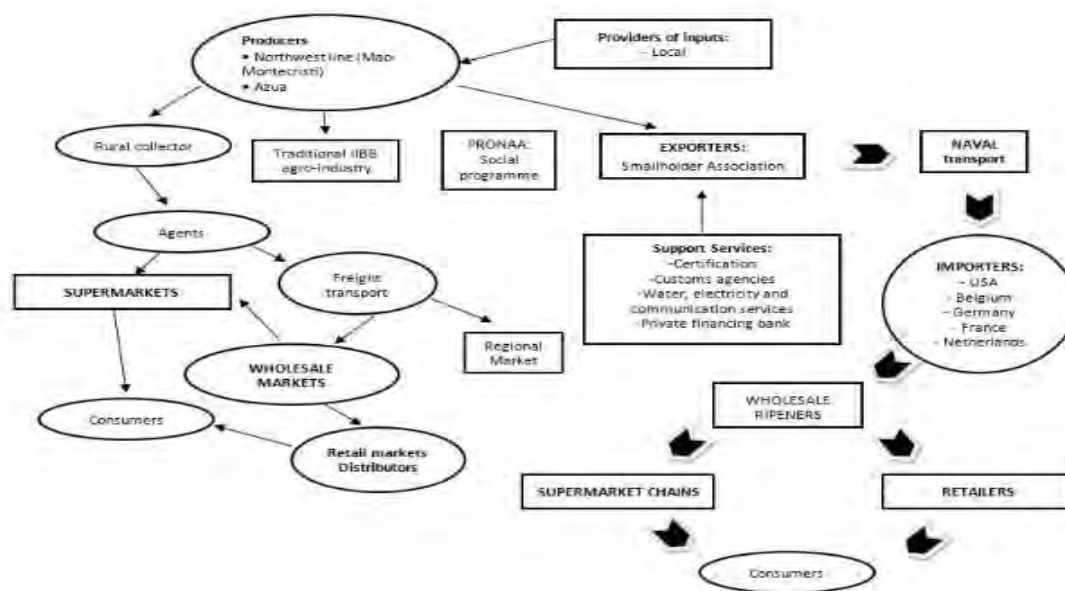 Producers
• Northwest line (Mao-
Montecristi)
• Azua
Providers of inputs:
- Local
Rural collector
Traditional IIBB
agro-industry
PRONAA:
Social
programme
EXPORTERS:
Smallholder Association
NAVAL
transport
Agents
SUPERMARKETS
Freight
transport
Support Services:
-Certification
-Customs agencies
-Water, electricity and
communication services
-Private financing bank
IMPORTERS:
- USA
- Belgium
- Germany
- France
- Netherlands
Regional
Market
WHOLESALE
MARKETS
Consumers
Retail markets
Distributors
WHOLESALE
RIPENERS
SUPERMARKET CHAINS
RETAILERS
Consumers